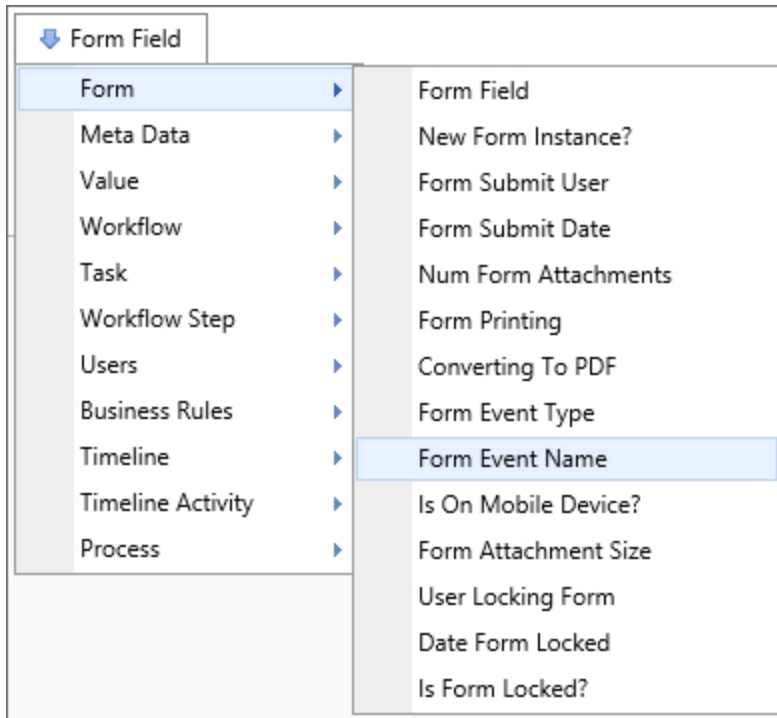 Form Field
Form
Meta Data
Value
Workflow
Task
Workflow Step
Users
Business Rules
Timeline
Timeline Activity
Process
Form Field
New Form Instance?
Form Submit User
Form Submit Date
Num Form Attachments
Form Printing
Converting To PDF
Form Event Type
Form Event Name
Is On Mobile Device?
Form Attachment Size
User Locking Form
Date Form Locked
Is Form Locked?